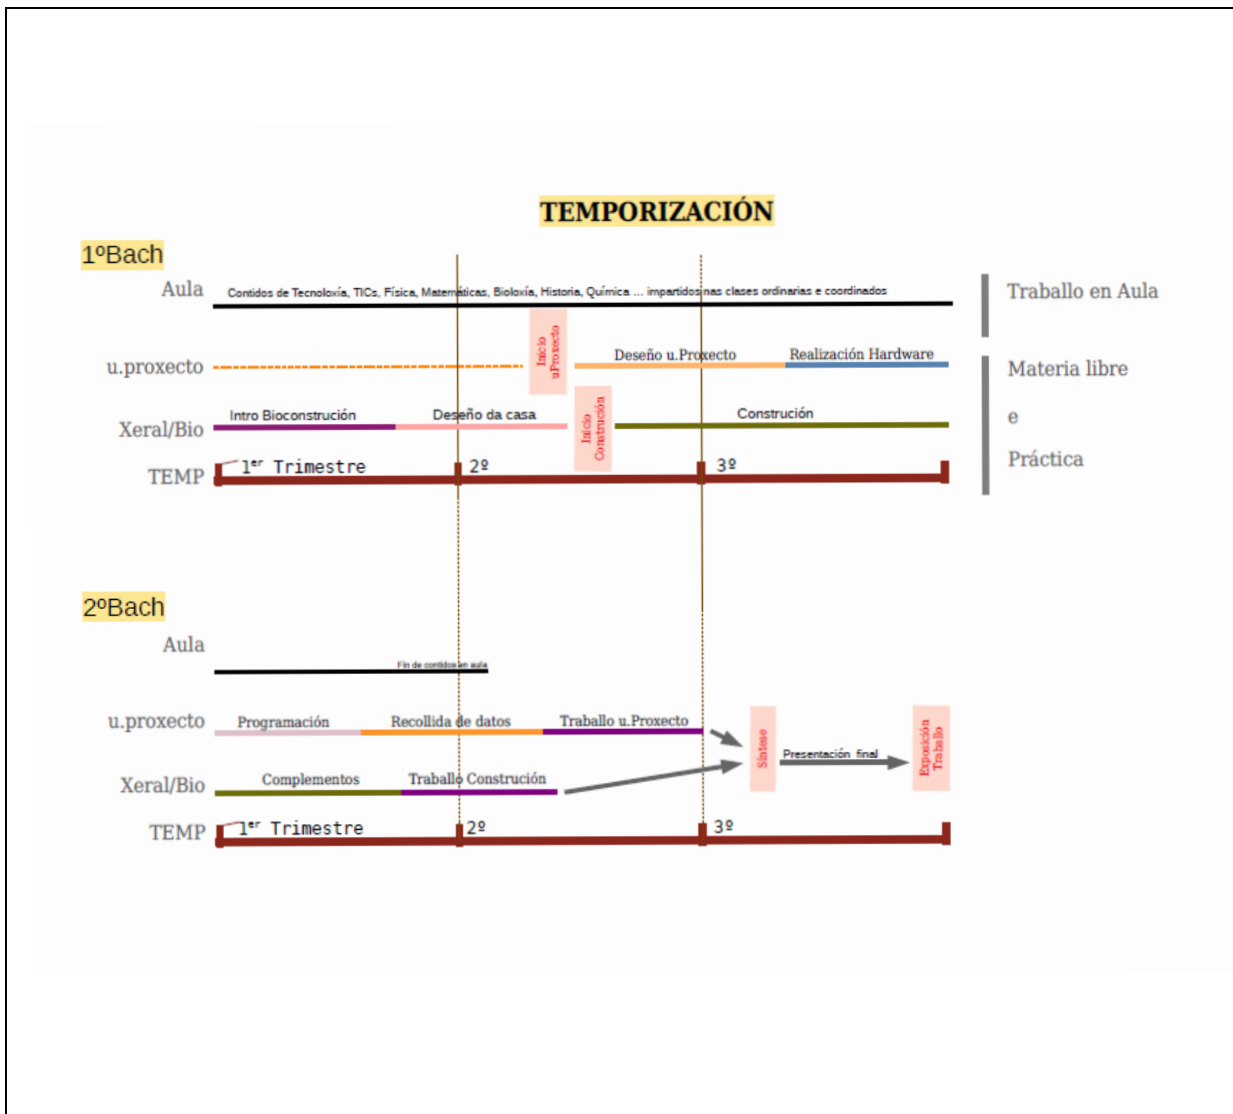 TEMPORIZACIÓN
1ºBach
Aula
Contidos de Tecnoloxía, TICs, Física, Matemáticas, Bioloxía, Historia, Química ... impartidos nas clases ordinarias e coordinados
Traballo en Aula
Inicio
uProxecto
u.proxecto
Deseño u.Proxecto
Realización Hardware
Materia libre
e
Práctica
Xeral/Bio
Intro Bioconstrución
Deseño da casa
Inicio
Construción
Construción
TEMP
1er Trimestre
2º
3º
2ºBach
Aula
Fin de contidos en aula
u.proxecto
Programación
Recollida de datos
Traballo u.Proxecto
Síntese
Presentación final
Exposición
Traballo
Xeral/Bio
Complementos
Traballo Construción
TEMP
1er Trimestre
2º
3º